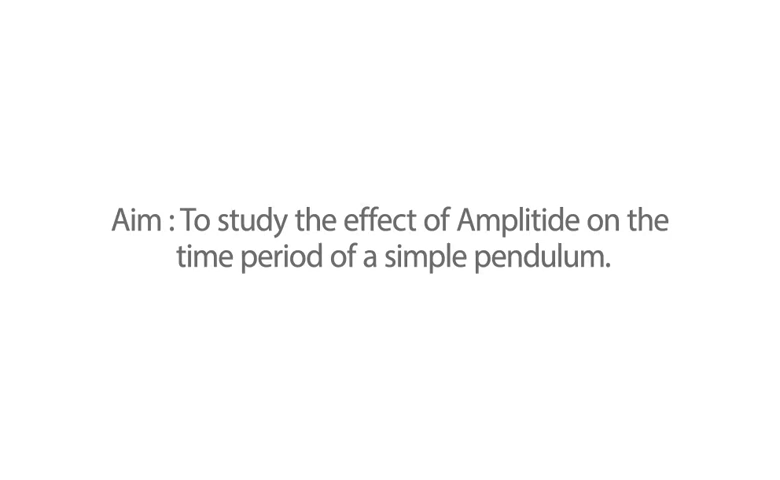 Aim : To study the effect of Amplitide on the
time period of a simple pendulum.